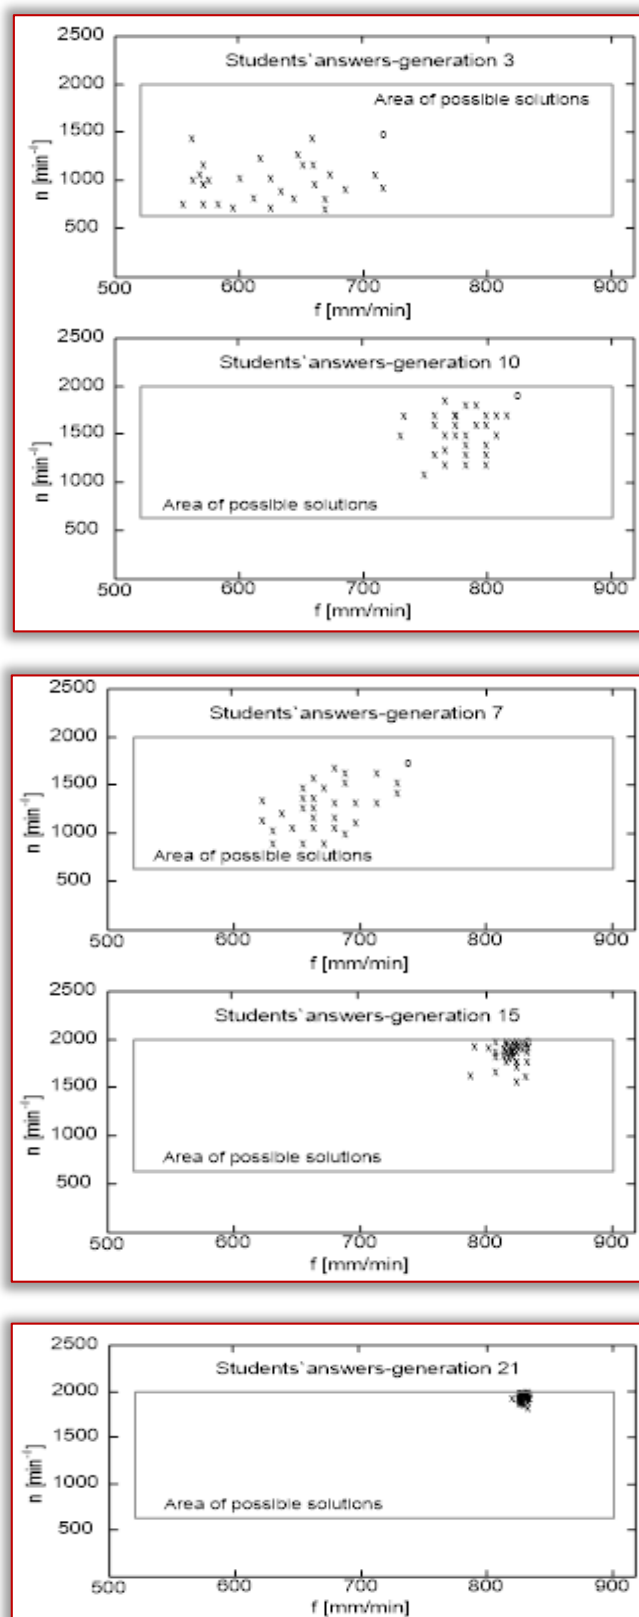 2500
Students`answers-generation 3
2000
Area of possible solutions
1500
1000
500
n [min⁻¹]
500 600 700 800 900
f [mm/min]
2500
Students`answers-generation 10
2000
1500
1000
Area of possible solutions
500
n [min⁻¹]
500 600 700 800 900
f [mm/min]
2500
Students`answers-generation 7
2000
1500
1000
Area of possible solutions
500
n [min⁻¹]
500 600 700 800 900
f [mm/min]
2500
Students`answers-generation 15
2000
1500
1000
Area of possible solutions
500
n [min⁻¹]
500 600 700 800 900
f [mm/min]
2500
Students`answers-generation 21
2000
1500
1000
Area of possible solutions
500
n [min⁻¹]
500 600 700 800 900
f [mm/min]